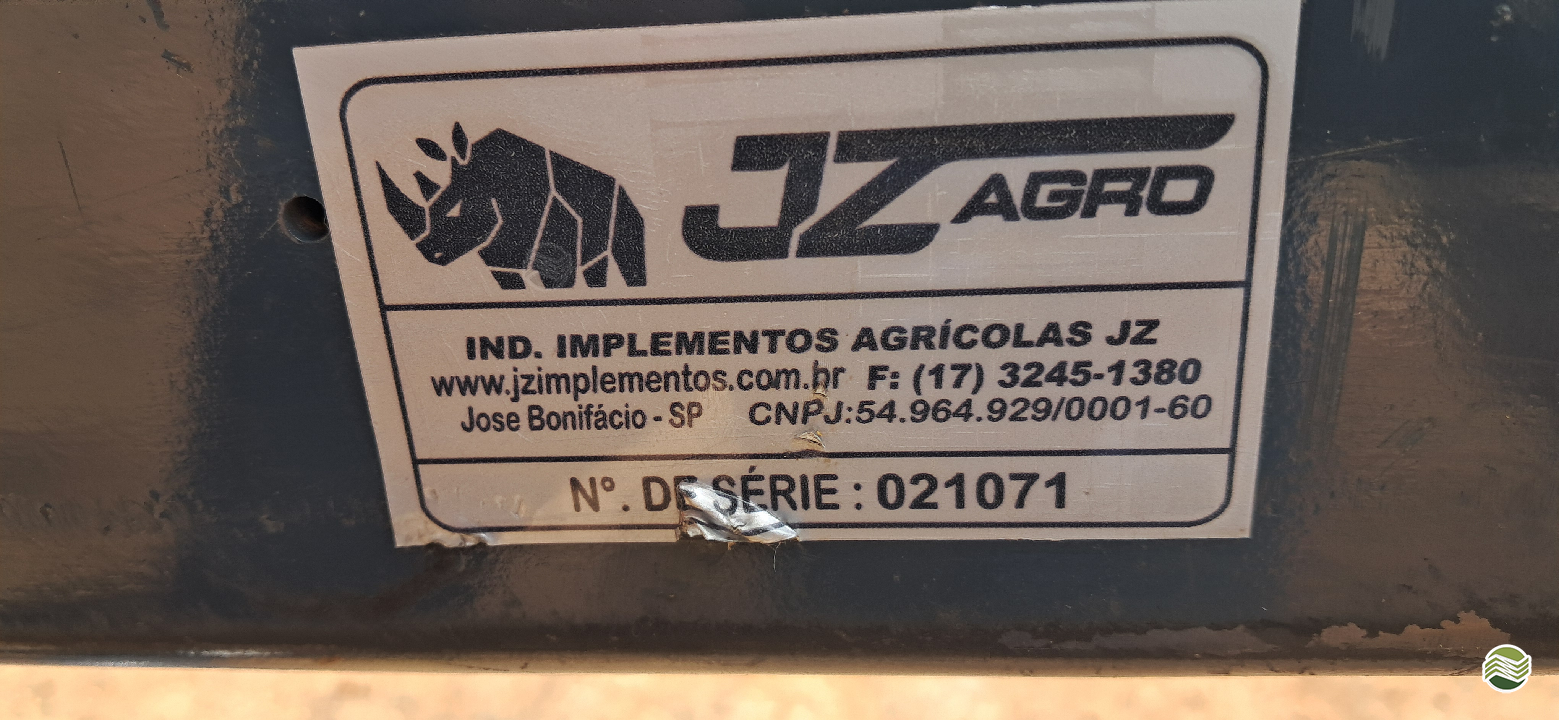 JZ AGRO
IND. IMPLEMENTOS AGRÍCOLAS JZ
www.jzimplementos.com.br F: (17) 3245-1380
Jose Bonifácio - SP CNPJ:54.964.929/0001-60
Nº. DE SÉRIE : 021071